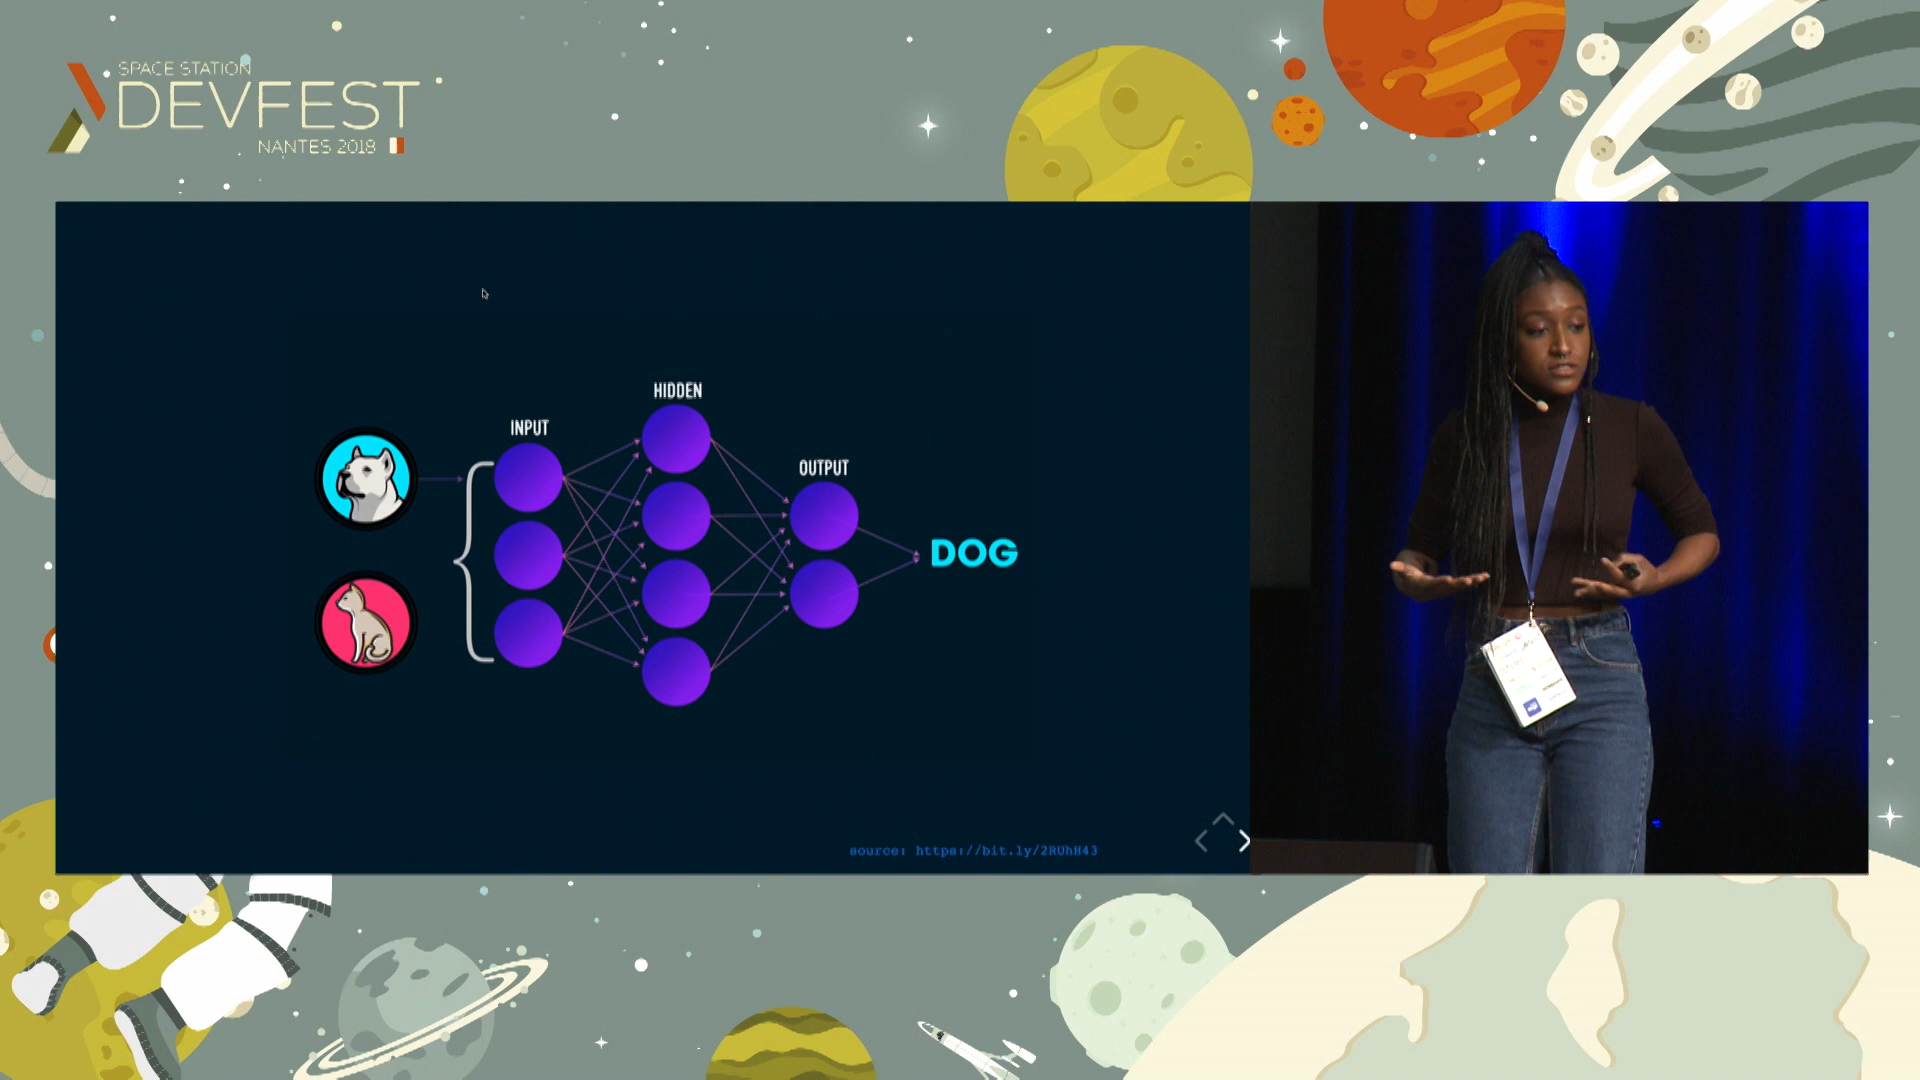 SPACE STATION
DEVFEST
NANTES 2018
HIDDEN
INPUT
OUTPUT
DOG
source: https://bit.ly/2RUhH43